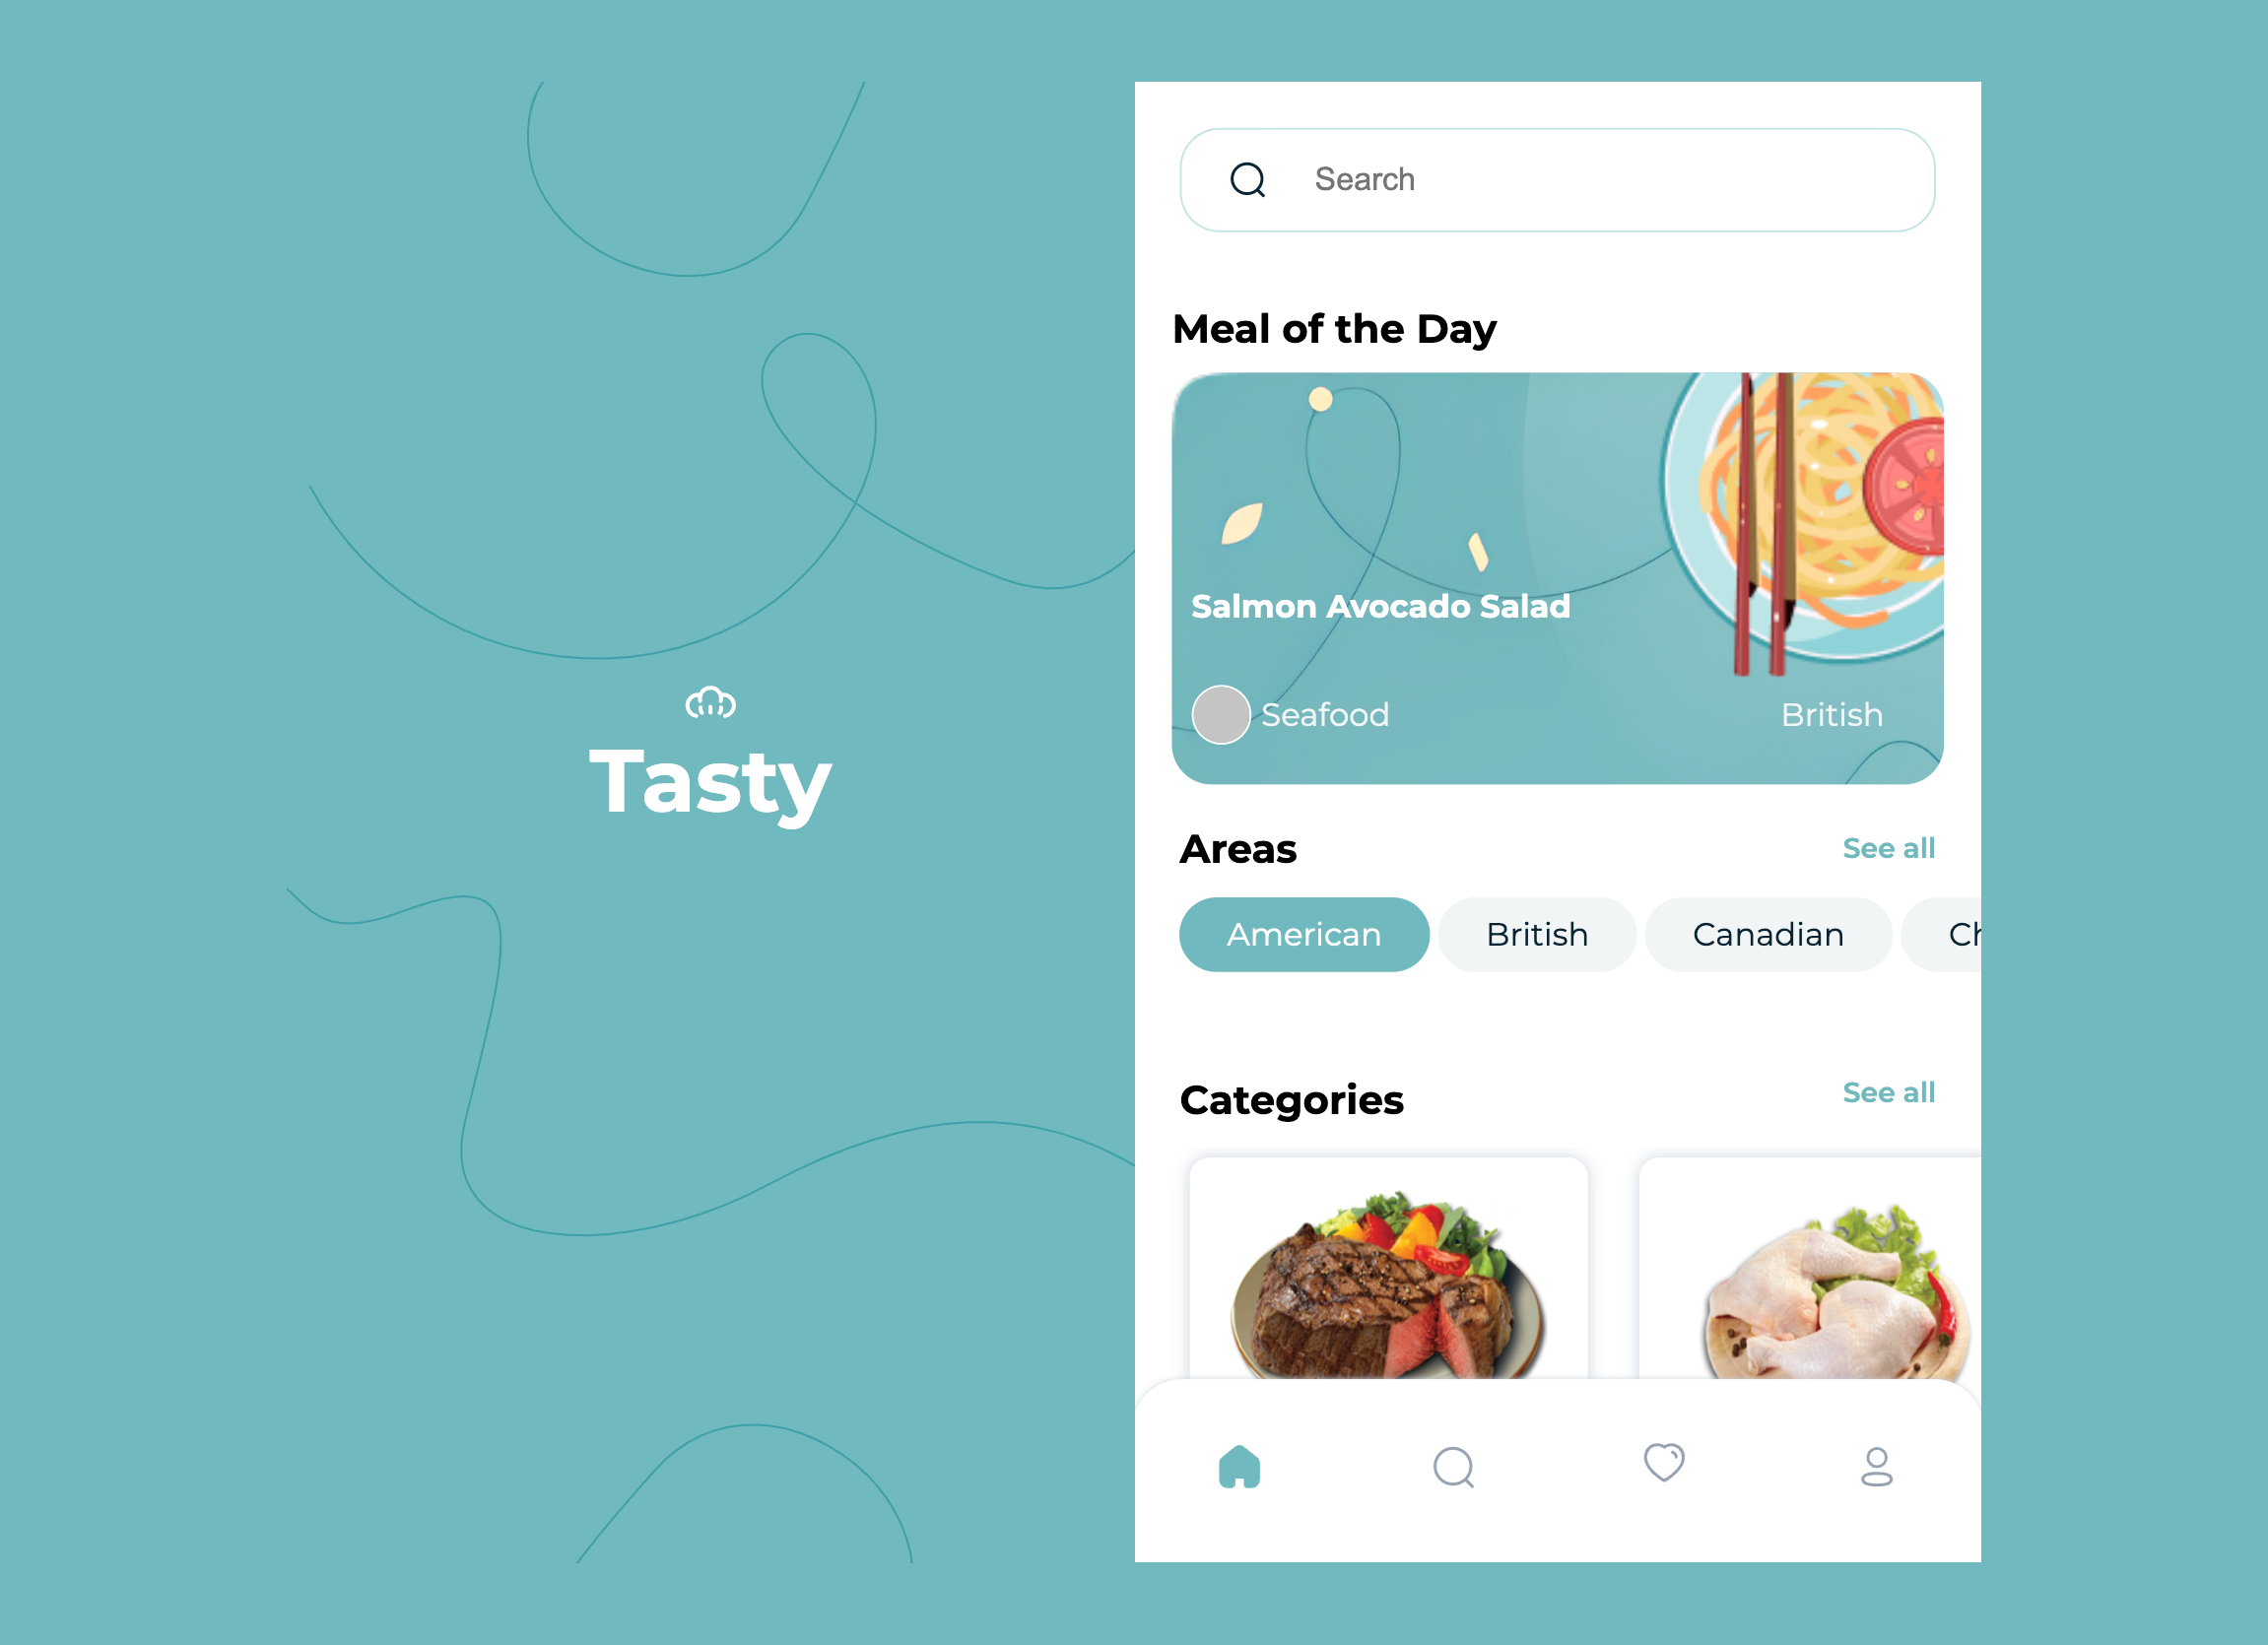 Tasty
Search
Meal of the Day
Salmon Avocado Salad
Seafood British
Areas See all
American British Canadian Ch
Categories See all